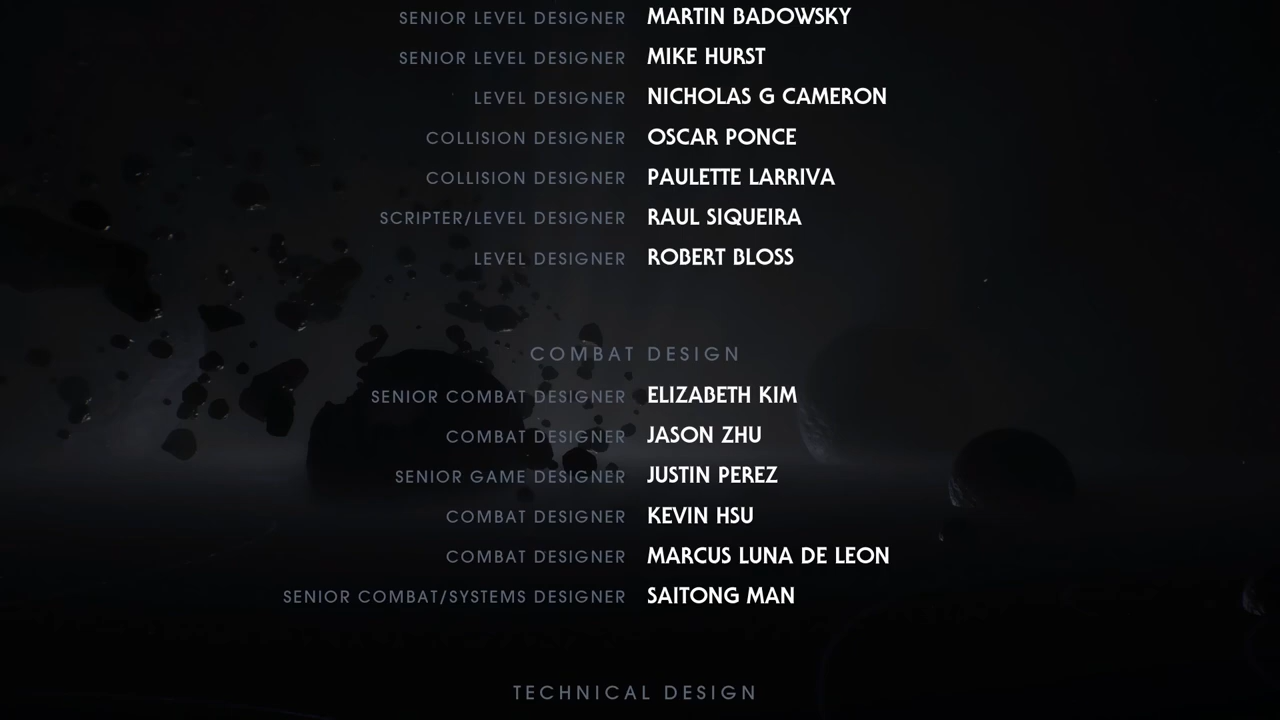 SENIOR LEVEL DESIGNER MARTIN BADOWSKY
SENIOR LEVEL DESIGNER MIKE HURST
LEVEL DESIGNER NICHOLAS G CAMERON
COLLISION DESIGNER OSCAR PONCE
COLLISION DESIGNER PAULETTE LARRIVA
SCRIPTER/LEVEL DESIGNER RAUL SIQUEIRA
LEVEL DESIGNER ROBERT BLOSS
COMBAT DESIGN
SENIOR COMBAT DESIGNER ELIZABETH KIM
COMBAT DESIGNER JASON ZHU
SENIOR GAME DESIGNER JUSTIN PEREZ
COMBAT DESIGNER KEVIN HSU
COMBAT DESIGNER MARCUS LUNA DE LEON
SENIOR COMBAT/SYSTEMS DESIGNER SAITONG MAN
TECHNICAL DESIGN